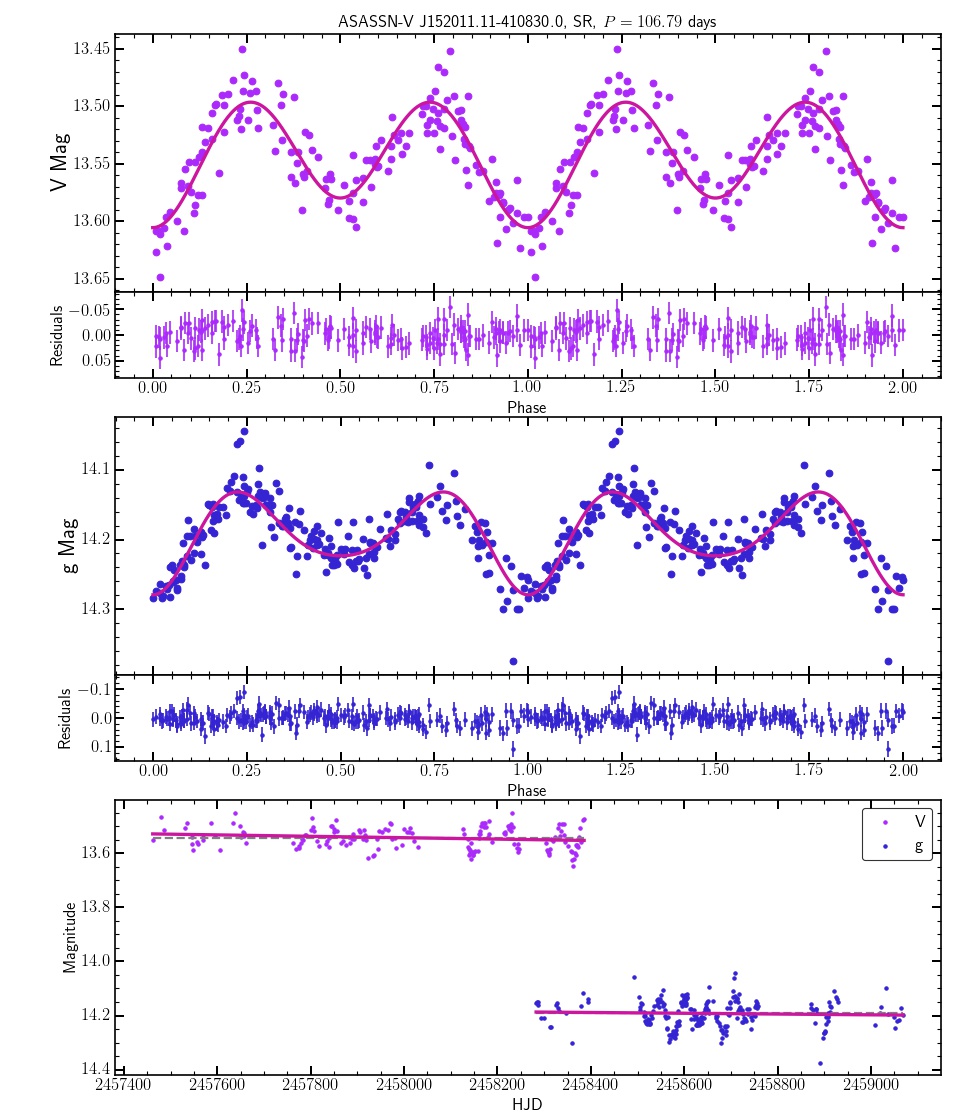 ASASSN-V J152011.11-410830.0, SR, P = 106.79 days
13.45
13.50
13.55
13.60
13.65
V Mag
−0.05
0.00
0.05
Residuals
0.00 0.25 0.50 0.75 1.00 1.25 1.50 1.75 2.00
Phase
14.1
14.2
14.3
g Mag
−0.1
0.0
0.1
Residuals
0.00 0.25 0.50 0.75 1.00 1.25 1.50 1.75 2.00
Phase
V
g
13.6
13.8
14.0
14.2
14.4
Magnitude
2457400 2457600 2457800 2458000 2458200 2458400 2458600 2458800 2459000
HJD